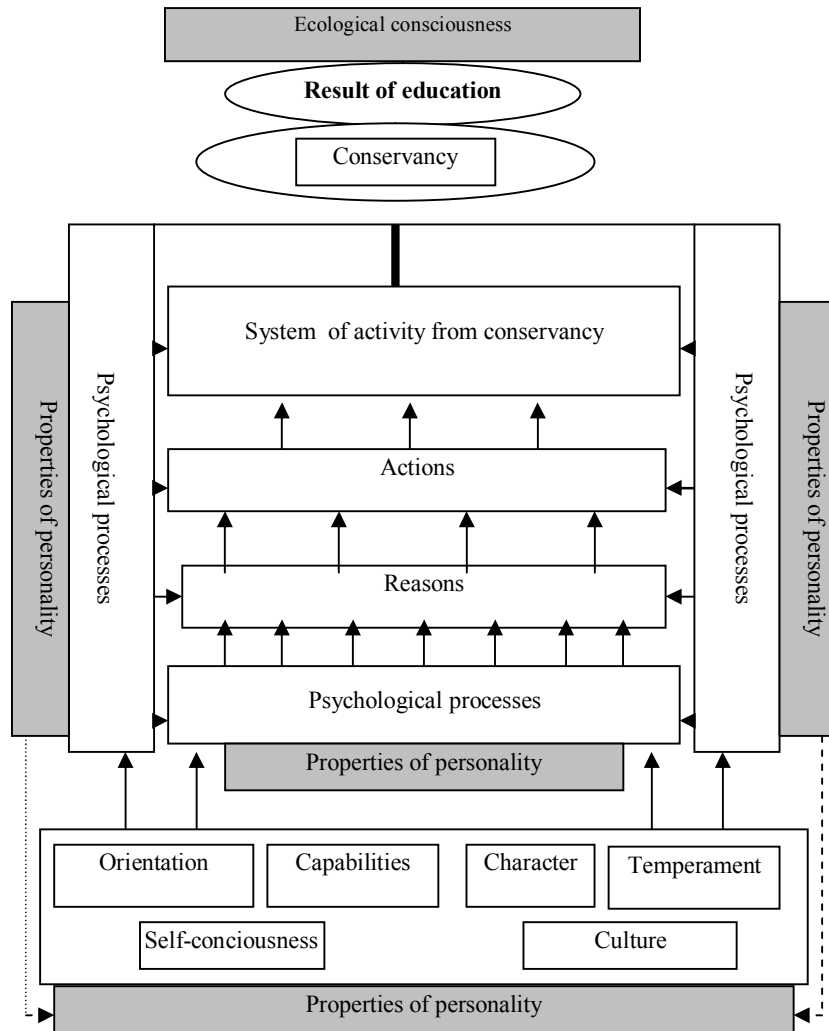 Ecological consciousness
Result of education
Conservancy
System of activity from conservancy
Properties of personality
Psychological processes
Psychological processes
Properties of personality
Actions
Reasons
Psychological processes
Properties of personality
Orientation
Capabilities
Character
Temperament
Self-conciousness
Culture
Properties of personality